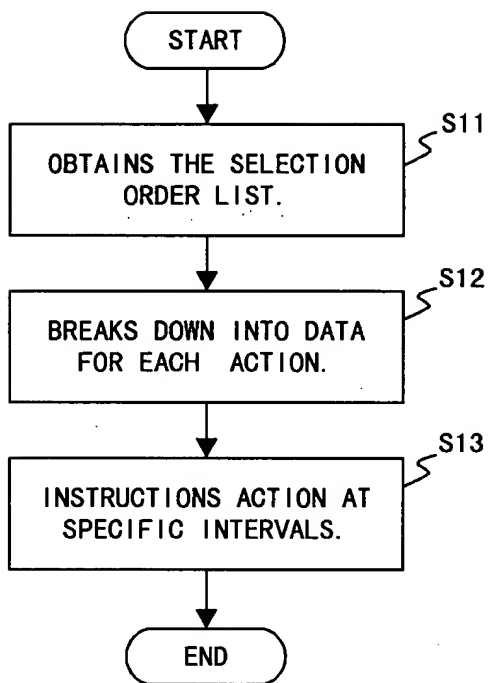 START
S11
OBTAINS THE SELECTION
ORDER LIST.
S12
BREAKS DOWN INTO DATA
FOR EACH ACTION.
S13
INSTRUCTIONS ACTION AT
SPECIFIC INTERVALS.
END